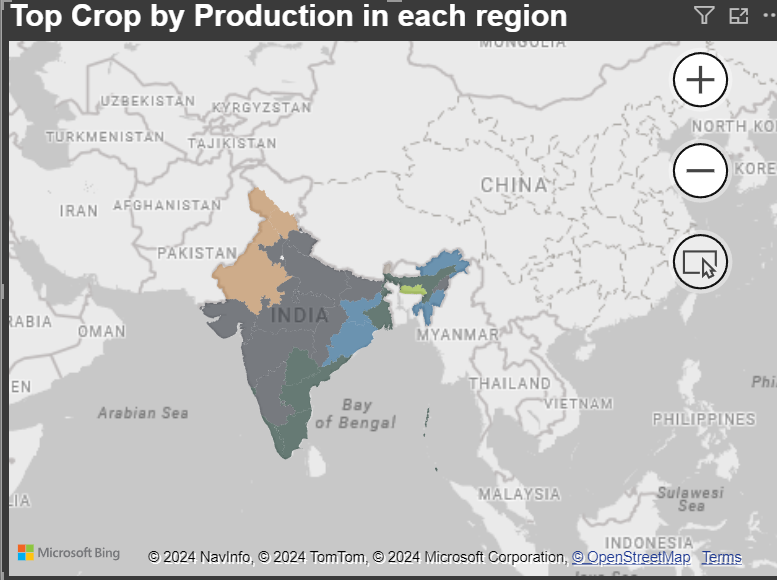 Top Crop by Production in each region
MONGOLIA
UZBEKISTAN
KYRGYZSTAN
NORTH KO
TURKMENISTAN
TAJIKISTAN
KORE
CHINA
IRAN
AFGHANISTAN
PAKISTAN
INDIA
RABIA
OMAN
MYANMAR
EN
THAILAND
Phi
Arabian Sea
Bay
of Bengal
VIETNAM
PHILIPPINES
MALAYSIA
Sulawesi
Sea
LIA
INDONESIA
Microsoft Bing
© 2024 NavInfo, © 2024 TomTom, © 2024 Microsoft Corporation, © OpenStreetMap Terms